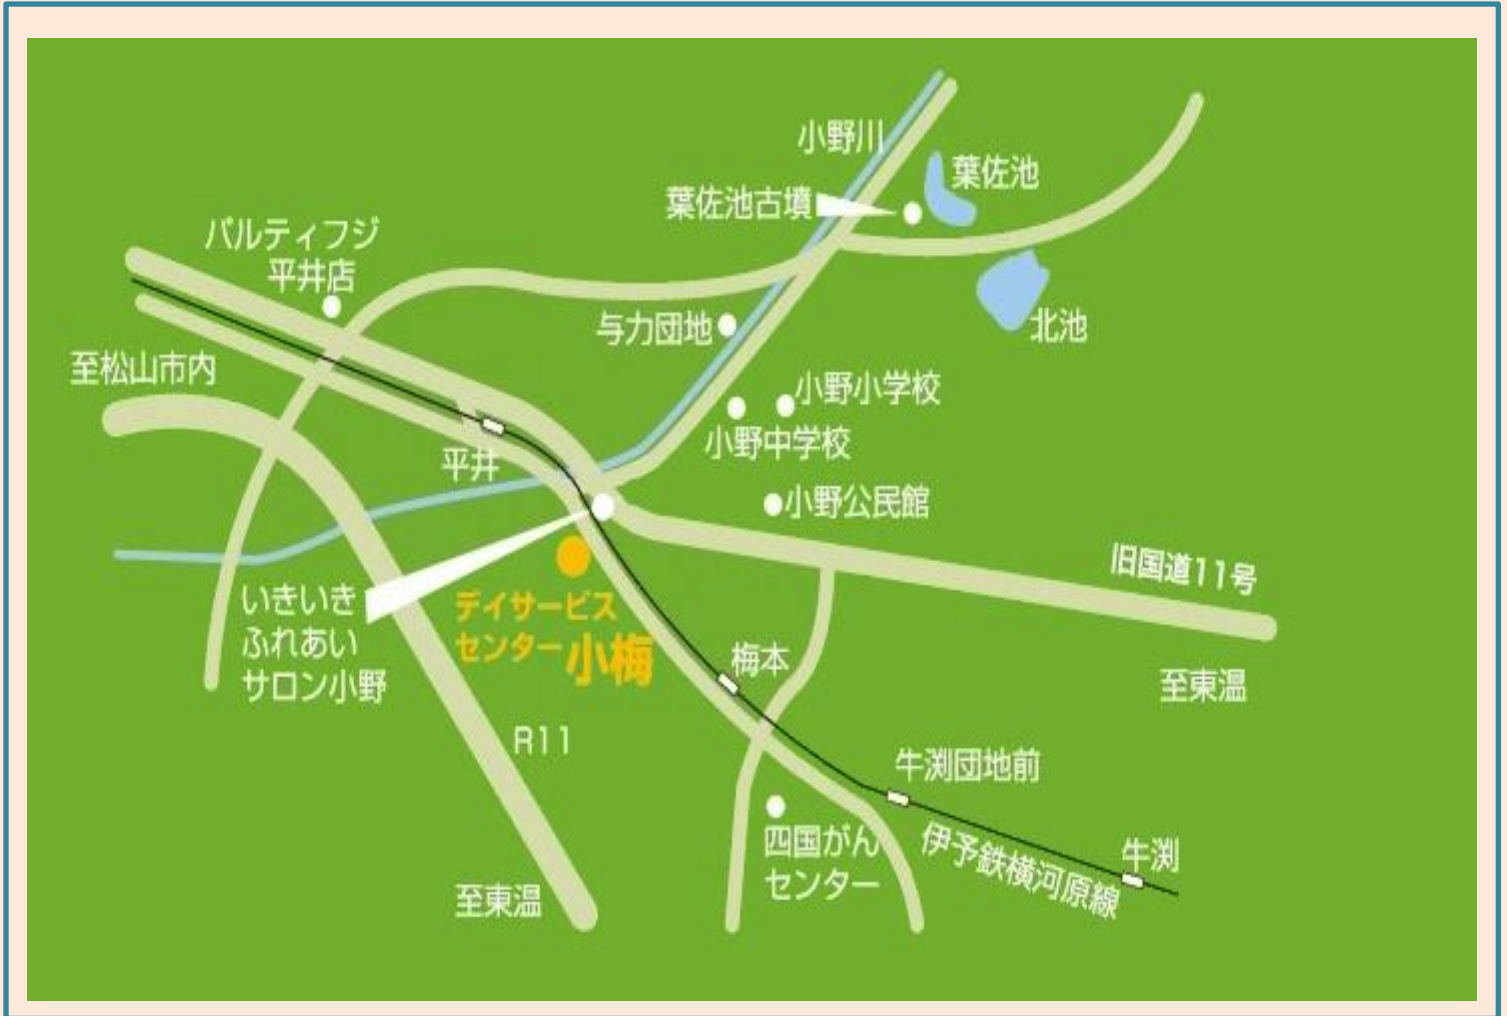 小野川
葉佐池
葉佐池古墳
パルティフジ
平井店
与力団地
北池
至松山市内
小野小学校
小野中学校
平井
小野公民館
旧国道11号
いきいき
ふれあい
サロン小野
デイサービス
センター小梅
梅本
至東温
R11
牛渕団地前
四国がん
センター
伊予鉄横河原線
牛渕
至東温